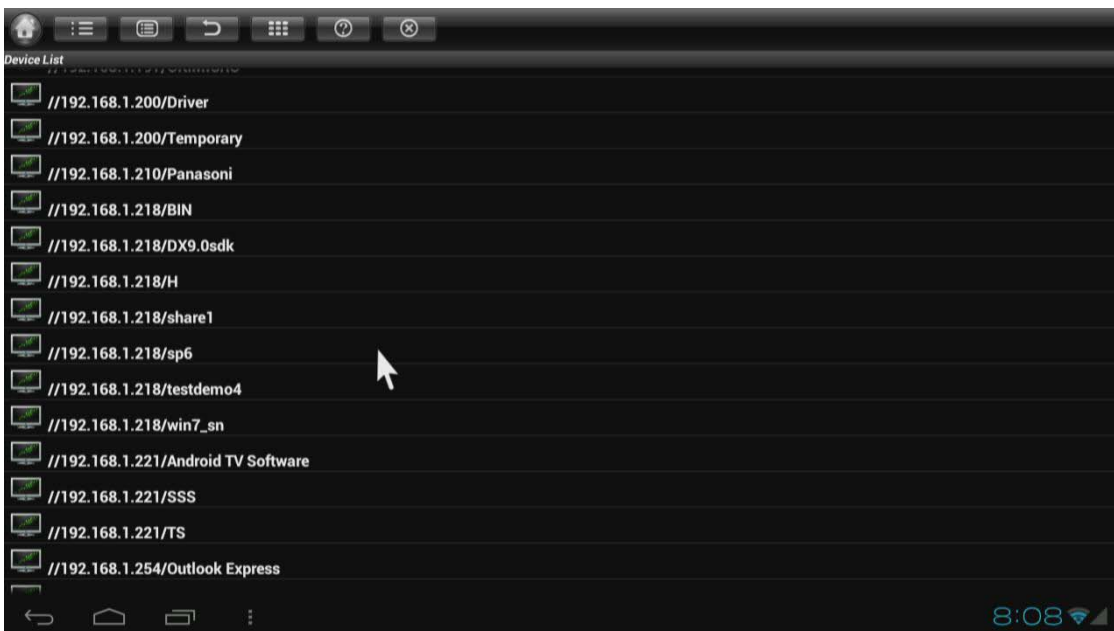 Device List
//192.168.1.200/Driver
//192.168.1.200/Temporary
//192.168.1.210/Panasoni
//192.168.1.218/BIN
//192.168.1.218/DX9.0sdk
//192.168.1.218/H
//192.168.1.218/share1
//192.168.1.218/sp6
//192.168.1.218/testdemo4
//192.168.1.218/win7_sn
//192.168.1.221/Android TV Software
//192.168.1.221/SSS
//192.168.1.221/TS
//192.168.1.254/Outlook Express
8:08